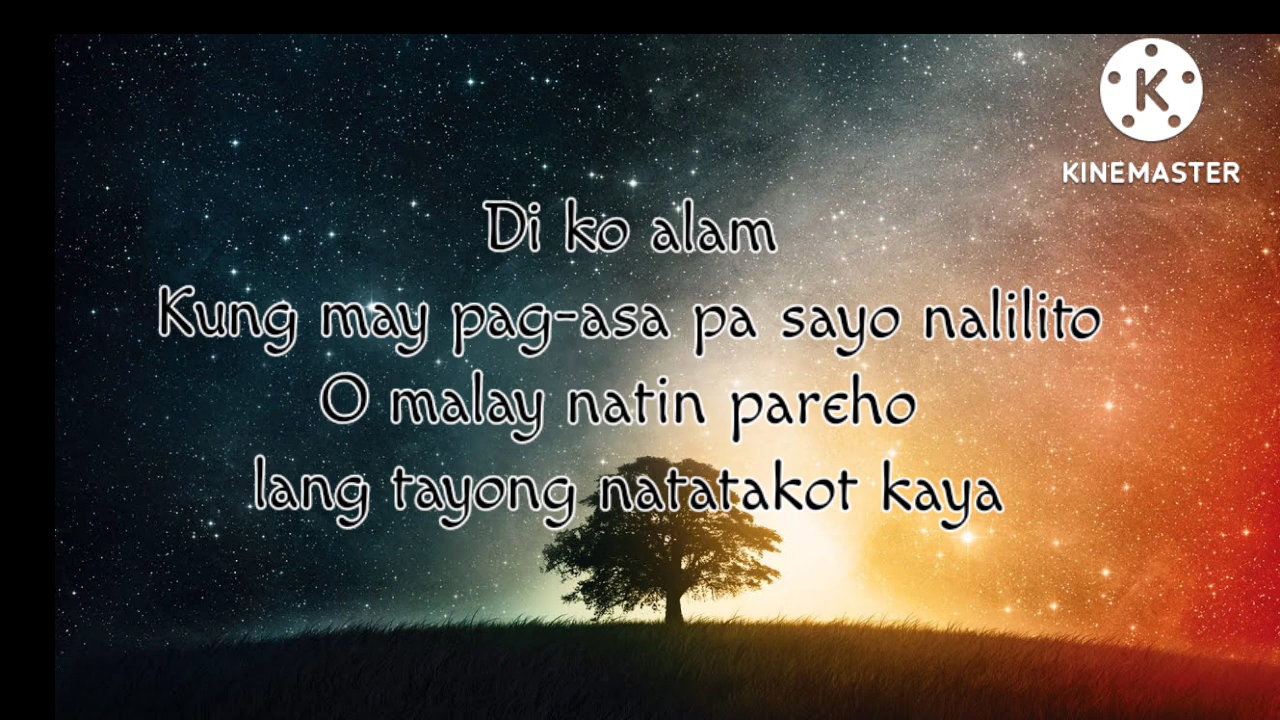 K
KINEMASTER
Di ko alam
Kung may pag-asa pa sayo nalilito
O malay natin pareho
lang tayong natatakot kaya